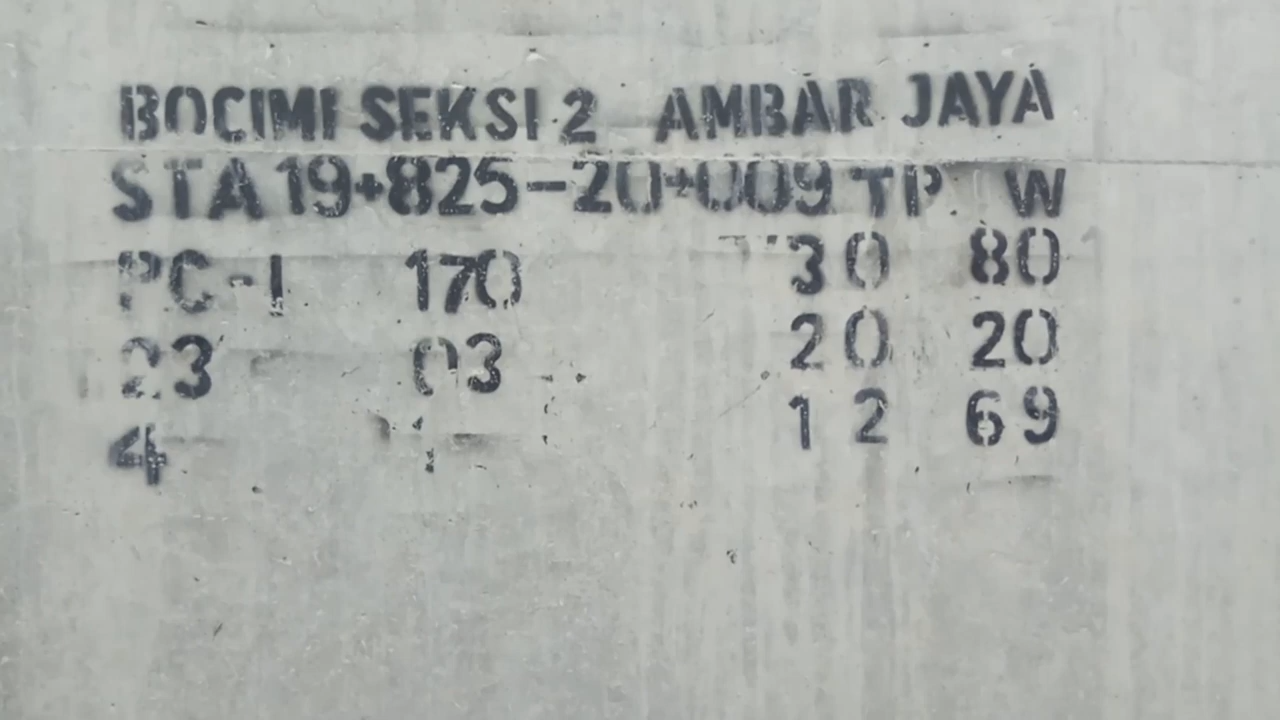 BOCIMI SEKSI 2 AMBAR JAYA
STA 19+825-20+009 TP W
PC-I 170 30 80
23 03 20 20
4 12 69